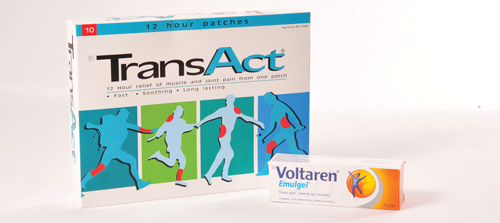 12 hour patches
10
TransAct
12 Hour relief of muscle and joint pain from one patch
• Fast • Soothing • Long lasting
Voltaren®
Emulgel